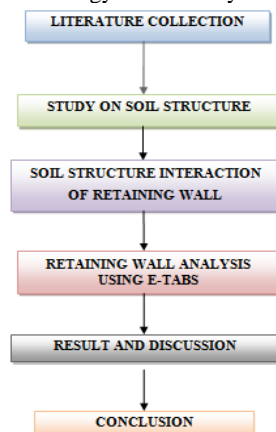 LITERATURE COLLECTION
STUDY ON SOIL STRUCTURE
SOIL STRUCTURE INTERACTION
OF RETAINING WALL
RETAINING WALL ANALYSIS
USING E-TABS
RESULT AND DISCUSSION
CONCLUSION